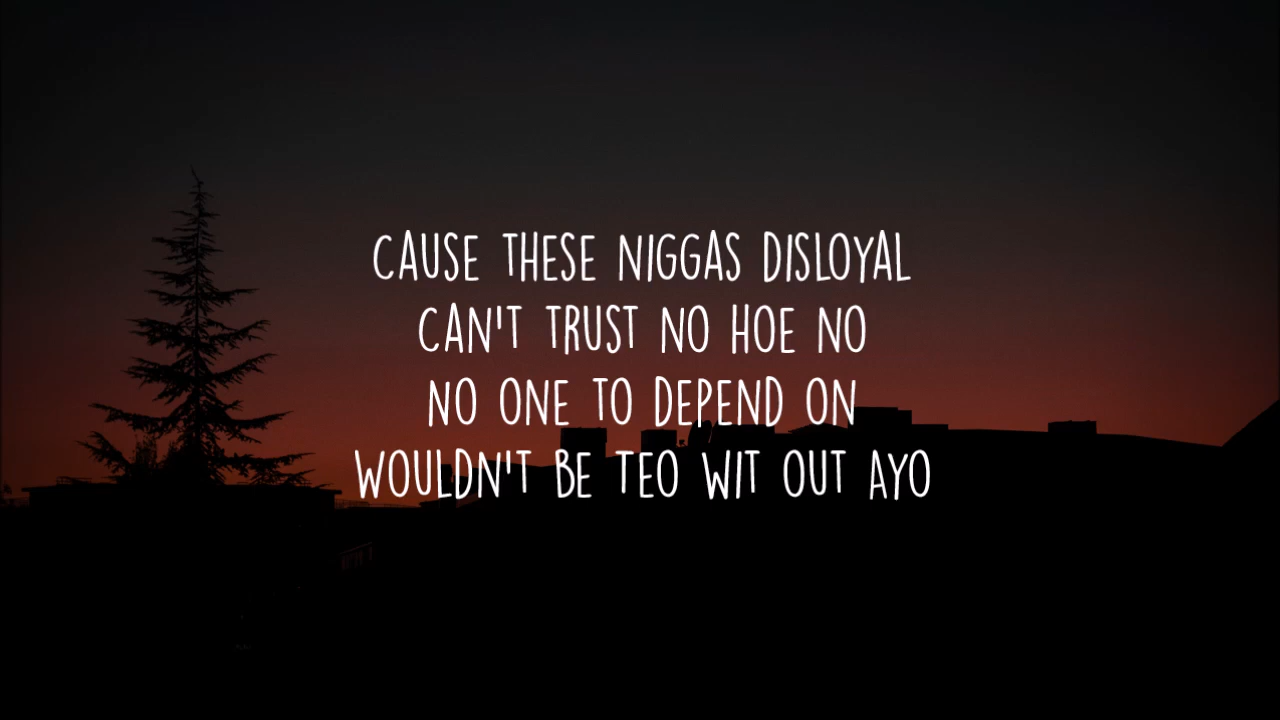 CAUSE THESE NIGGAS DISLOYAL
CAN'T TRUST NO HOE NO
NO ONE TO DEPEND ON
WOULDN'T BE TEO WIT OUT AYO